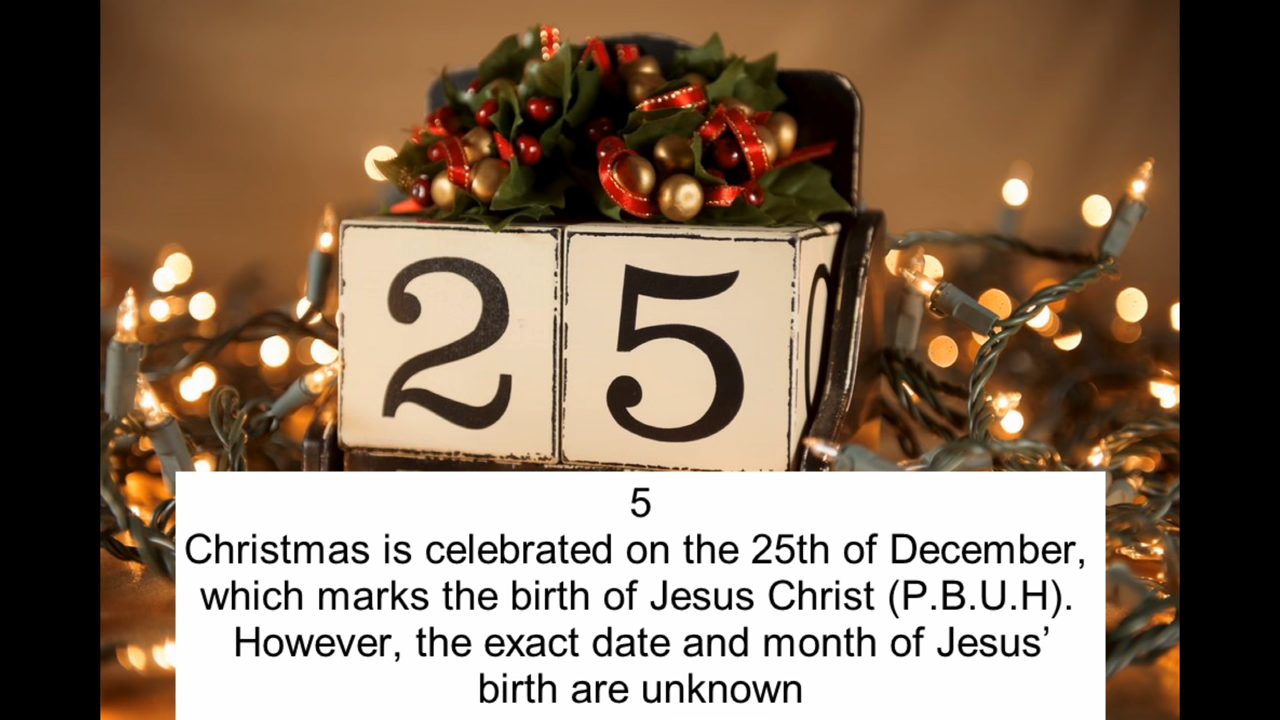 25
5
Christmas is celebrated on the 25th of December,
which marks the birth of Jesus Christ (P.B.U.H).
However, the exact date and month of Jesus’
birth are unknown